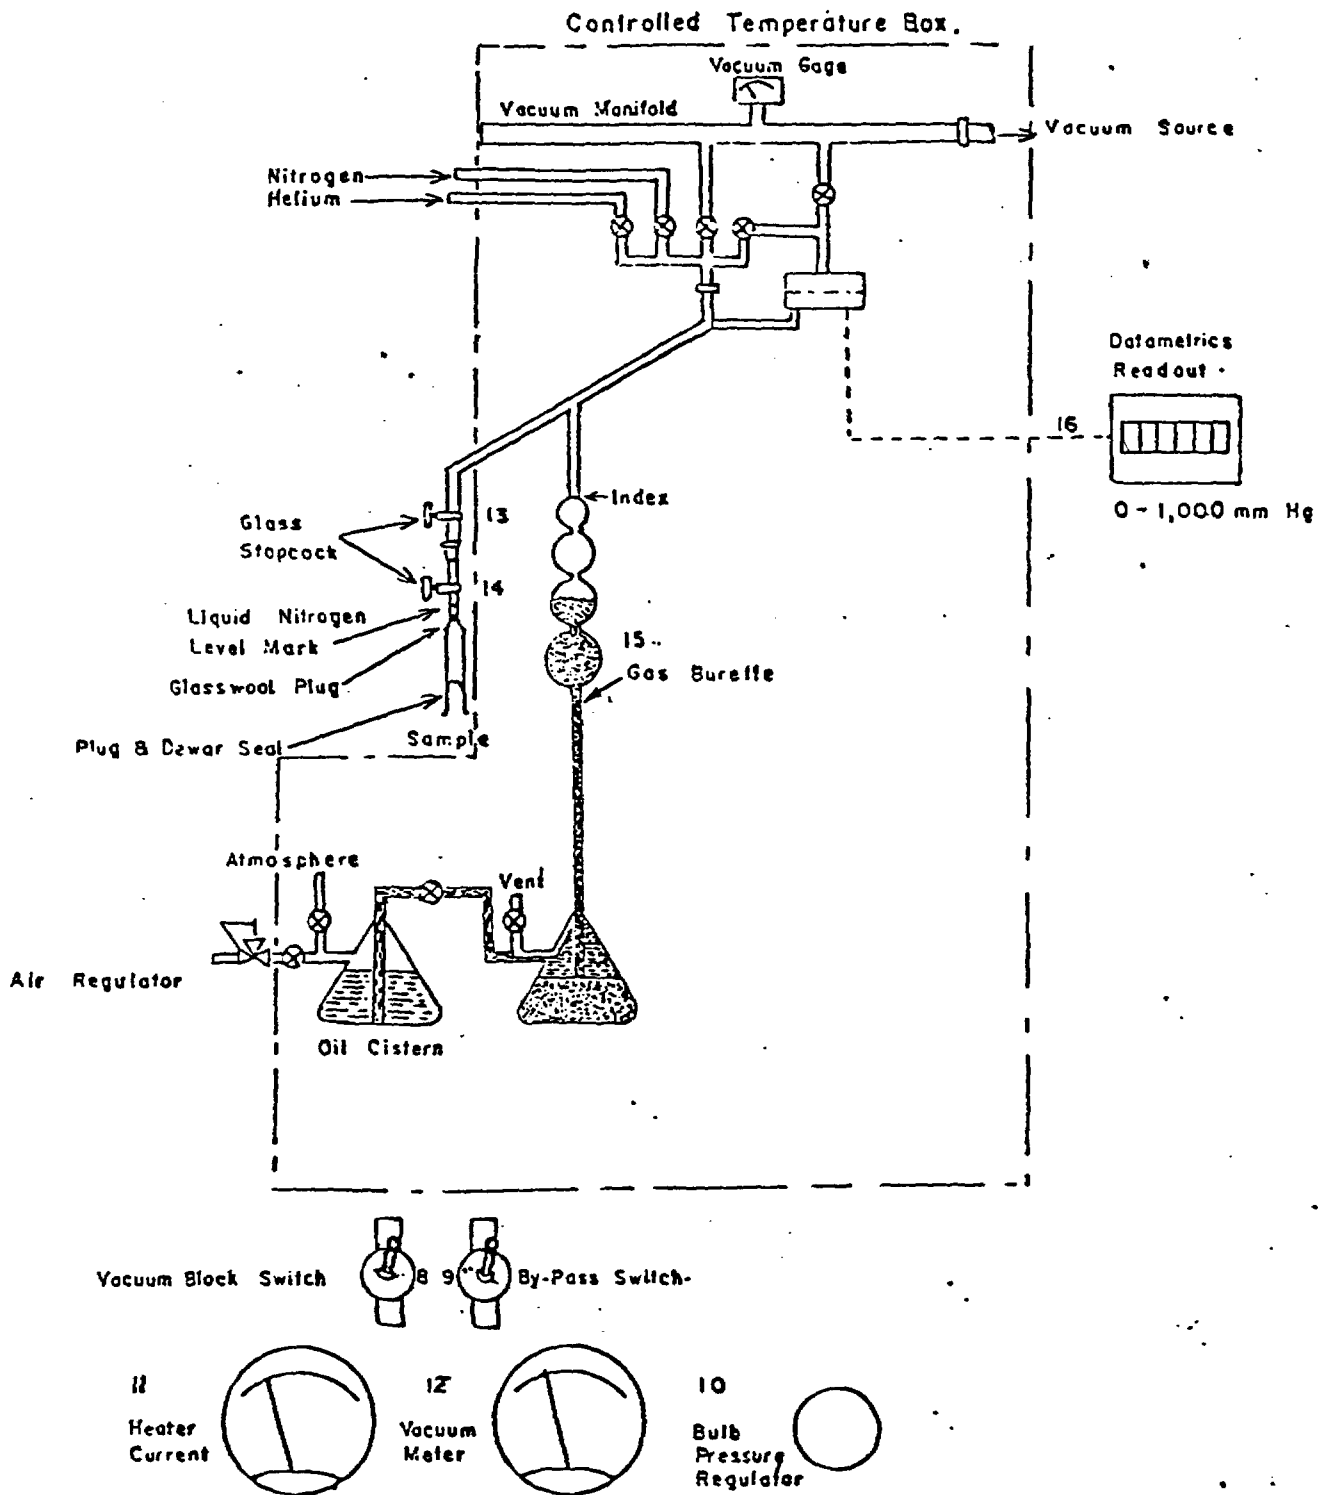 Controlled Temperature Box.
Vacuum Gage
Vacuum Manifold
Vacuum Source
Nitrogen
Helium
Datametrics
Readout
16
0 - 1,000 mm Hg
Index
Glass
Stopcock
13
14
Liquid Nitrogen
Level Mark
15
Gas Burette
Glasswool Plug
Plug & Dewar Seal
Sample
Atmosphere
Vent
Air Regulator
Oil Cistern
Vacuum Block Switch
8 9
By-Pass Switch
11
Heater
Current
12
Vacuum
Meter
10
Bulb
Pressure
Regulator